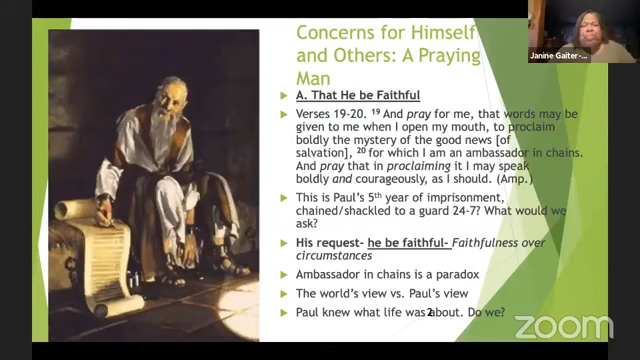 Concerns for Himself
and Others: A Praying
Man
A. That He be Faithful
Verses 19-20. 19 And pray for me, that words may be
given to me when I open my mouth, to proclaim
boldly the mystery of the good news [of
salvation], 20 for which I am an ambassador in chains.
And pray that in proclaiming it I may speak
boldly and courageously, as I should. (Amp.)
This is Paul's 5th year of imprisonment,
chained/shackled to a guard 24-7? What would we
ask?
His request- he be faithful- Faithfulness over
circumstances
Ambassador in chains is a paradox
The world's view vs. Paul's view
Paul knew what life was about. Do we?
2
Janine Gaiter-...
zoom